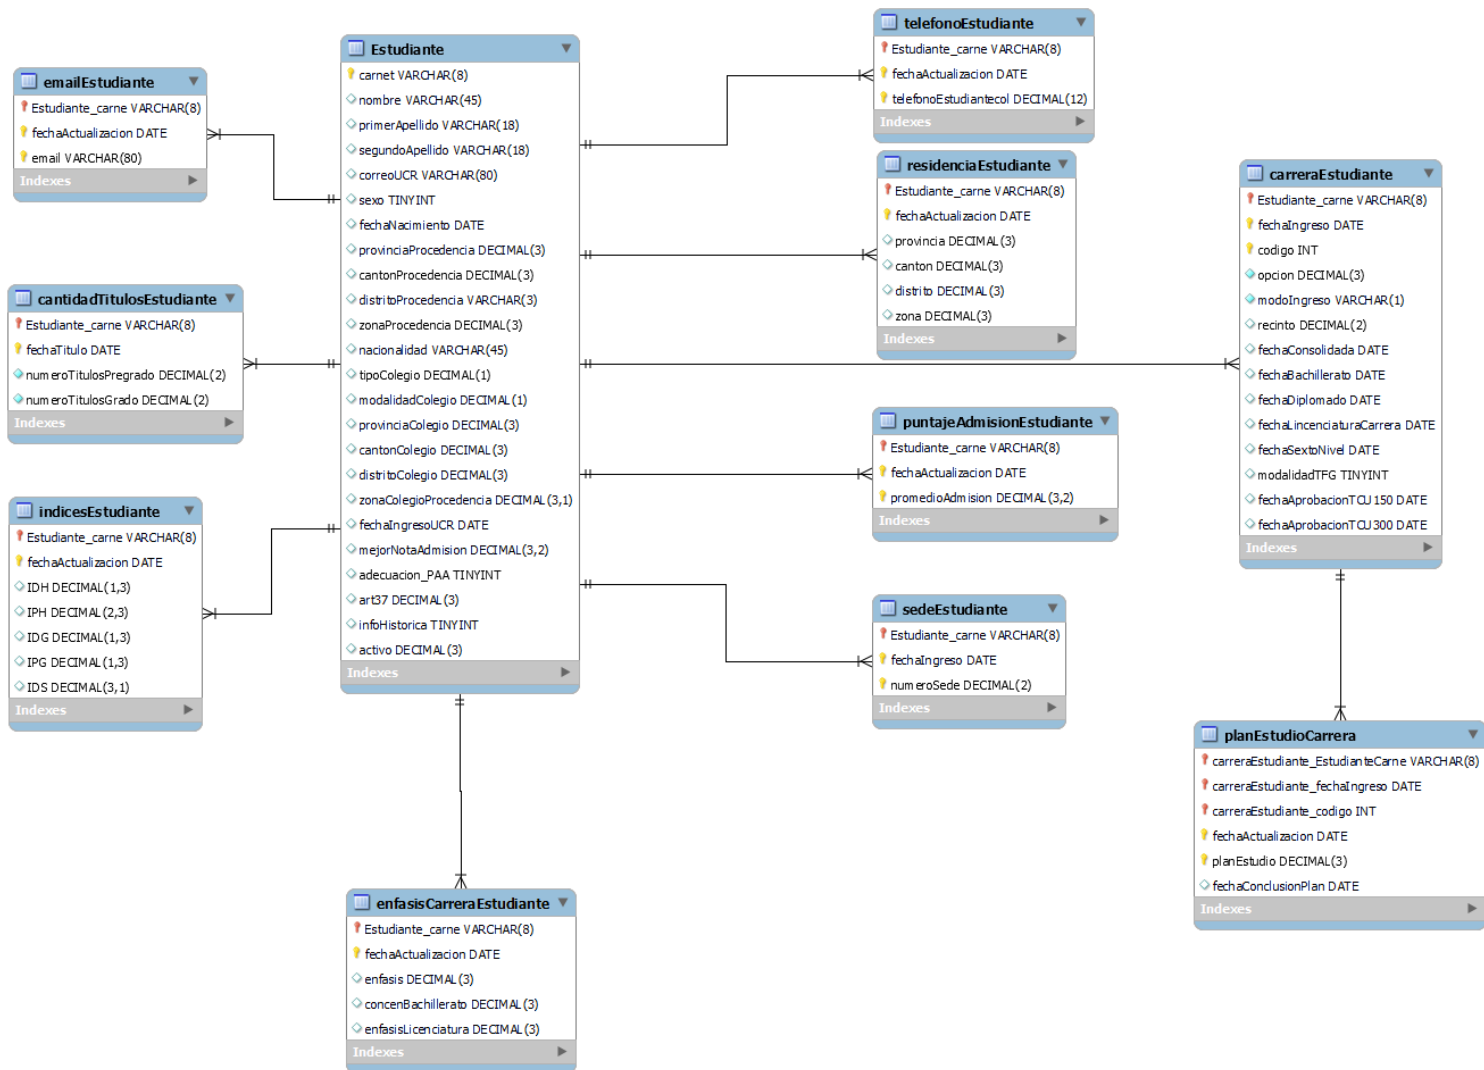 emailEstudiante
Estudiante_carne VARCHAR(8)
fechaActualizacion DATE
email VARCHAR(80)
Indexes
cantidadTitulosEstudiante
Estudiante_carne VARCHAR(8)
fechaTitulo DATE
numeroTitulosPregrado DECIMAL(2)
numeroTitulosGrado DECIMAL(2)
Indexes
indicesEstudiante
Estudiante_carne VARCHAR(8)
fechaActualizacion DATE
IDH DECIMAL(1,3)
IPH DECIMAL(2,3)
IDG DECIMAL(1,3)
IPG DECIMAL(1,3)
IDS DECIMAL(3,1)
Indexes
Estudiante
carnet VARCHAR(8)
nombre VARCHAR(45)
primerApellido VARCHAR(18)
segundoApellido VARCHAR(18)
correoUCR VARCHAR(80)
sexo TINYINT
fechaNacimiento DATE
provinciaProcedencia DECIMAL(3)
cantonProcedencia DECIMAL(3)
distritoProcedencia VARCHAR(3)
zonaProcedencia DECIMAL(3)
nacionalidad VARCHAR(45)
tipoColegio DECIMAL(1)
modalidadColegio DECIMAL(1)
provinciaColegio DECIMAL(3)
cantonColegio DECIMAL(3)
distritoColegio DECIMAL(3)
zonaColegioProcedencia DECIMAL(3,1)
fechaIngresoUCR DATE
mejorNotaAdmision DECIMAL(3,2)
adecuacion_PAA TINYINT
art37 DECIMAL(3)
infoHistorica TINYINT
activo DECIMAL(3)
Indexes
enfasisCarreraEstudiante
Estudiante_carne VARCHAR(8)
fechaActualizacion DATE
enfasis DECIMAL(3)
concenBachillerato DECIMAL(3)
enfasisLicenciatura DECIMAL(3)
Indexes
telefonoEstudiante
Estudiante_carne VARCHAR(8)
fechaActualizacion DATE
telefonoEstudiantecol DECIMAL(12)
Indexes
residenciaEstudiante
Estudiante_carne VARCHAR(8)
fechaActualizacion DATE
provincia DECIMAL(3)
canton DECIMAL(3)
distrito DECIMAL(3)
zona DECIMAL(3)
Indexes
puntajeAdmisionEstudiante
Estudiante_carne VARCHAR(8)
fechaActualizacion DATE
promedioAdmision DECIMAL(3,2)
Indexes
sedeEstudiante
Estudiante_carne VARCHAR(8)
fechaIngreso DATE
numeroSede DECIMAL(2)
Indexes
carreraEstudiante
Estudiante_carne VARCHAR(8)
fechaIngreso DATE
codigo INT
opcion DECIMAL(3)
modoIngreso VARCHAR(1)
recinto DECIMAL(2)
fechaConsolidada DATE
fechaBachillerato DATE
fechaDiplomado DATE
fechaLincenciaturaCarrera DATE
fechaSextoNivel DATE
modalidadTFG TINYINT
fechaAprobacionTCU150 DATE
fechaAprobacionTCU300 DATE
Indexes
planEstudioCarrera
carreraEstudiante_EstudianteCarne VARCHAR(8)
carreraEstudiante_fechaIngreso DATE
carreraEstudiante_codigo INT
fechaActualizacion DATE
planEstudio DECIMAL(3)
fechaConclusionPlan DATE
Indexes